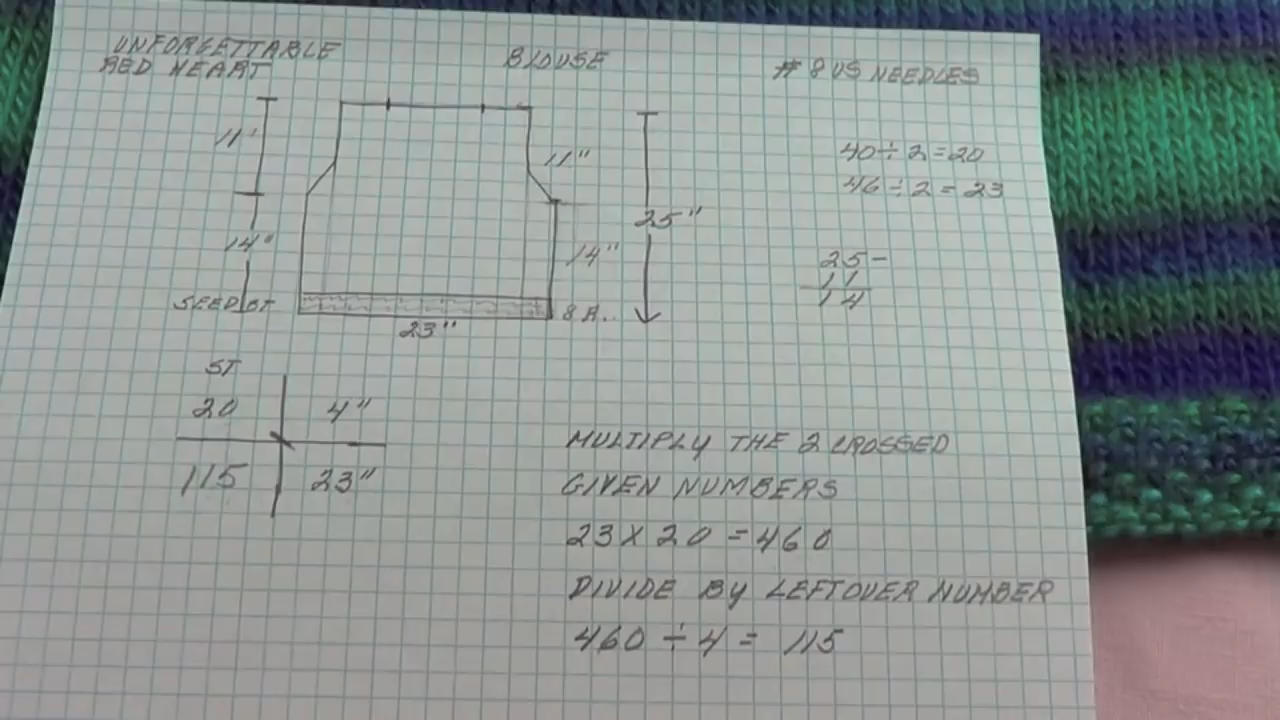 UNFORGETTABLE
RED HEART
BLOUSE
# 8 US NEEDLES
11"
11"
14"
14"
25"
SEED ST
8 R.
23"
40 ÷ 2 = 20
46 ÷ 2 = 23
25 -
11
14
ST
20 4"
115 23"
MULTIPLY THE 2 CROSSED
GIVEN NUMBERS
23 X 20 = 460
DIVIDE BY LEFTOVER NUMBER
460 ÷ 4 = 115